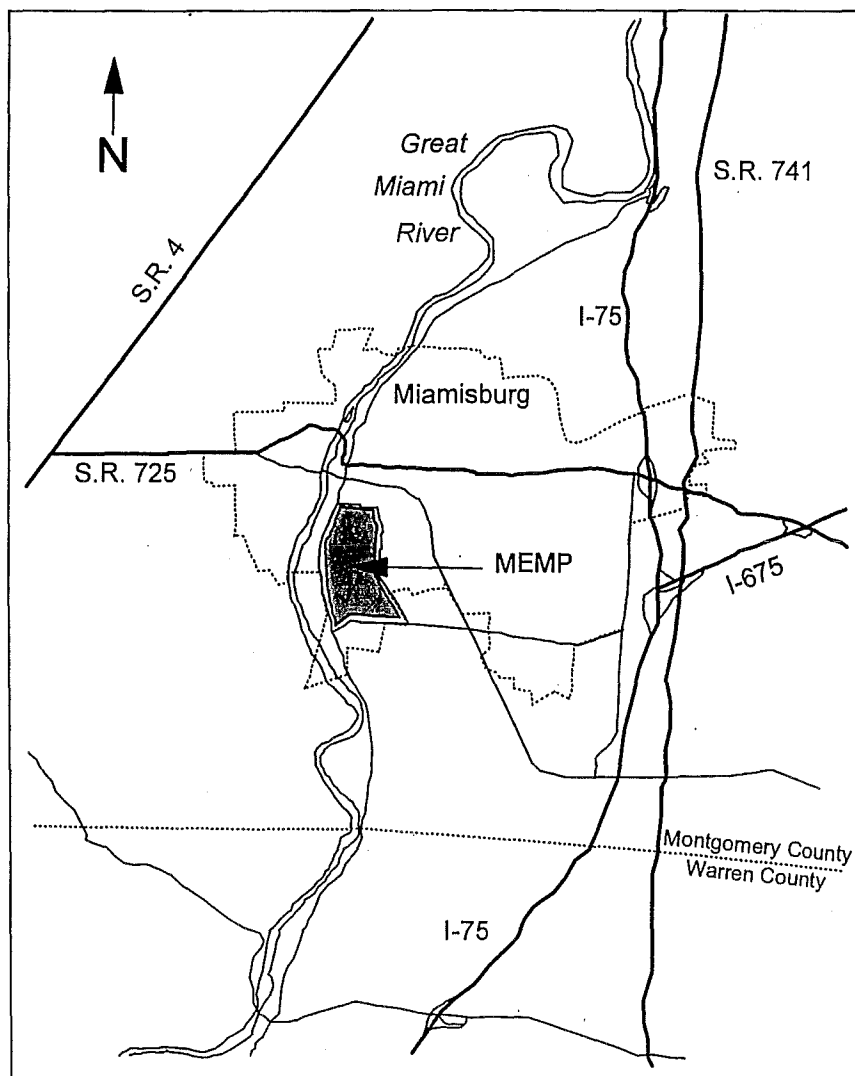 N
Great
Miami
River
S.R. 741
S.R. 4
I-75
Miamisburg
S.R. 725
MEMP
I-675
Montgomery County
Warren County
I-75